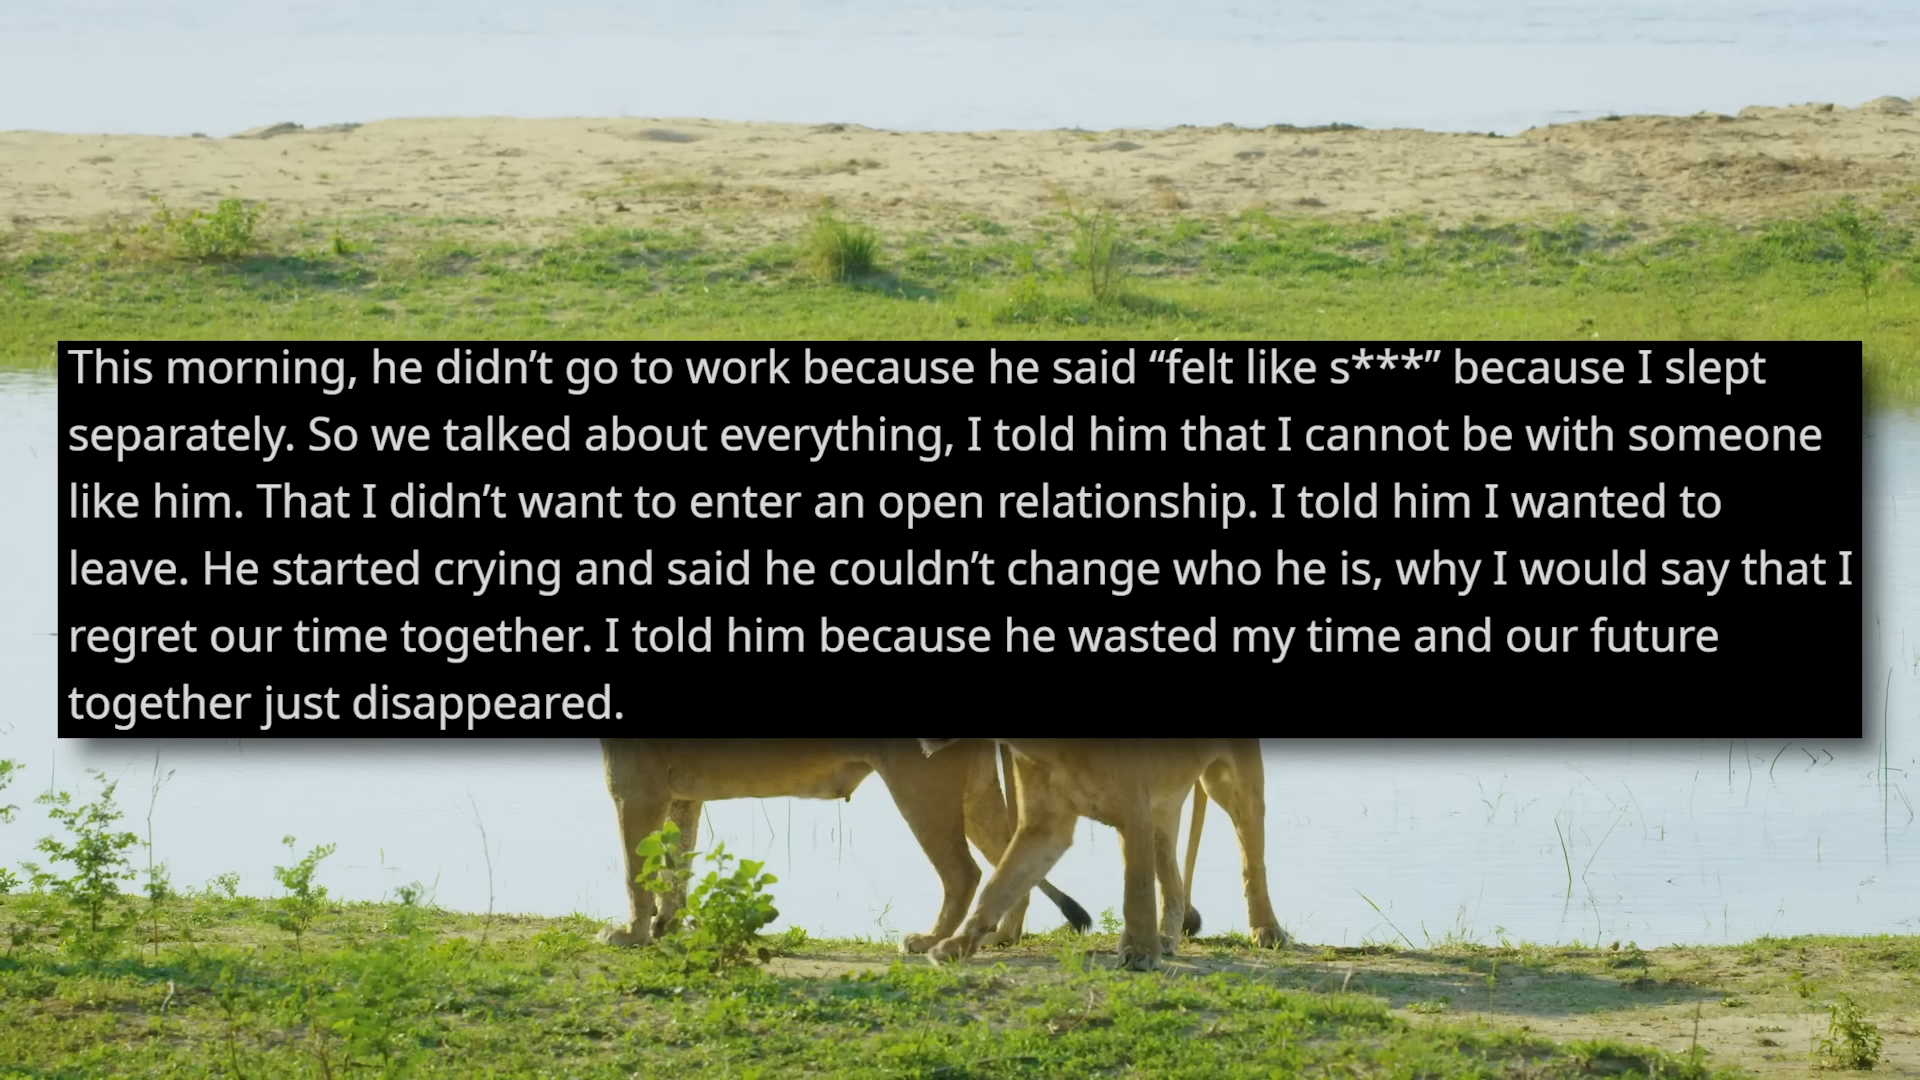 This morning, he didn’t go to work because he said “felt like s***” because I slept
separately. So we talked about everything, I told him that I cannot be with someone
like him. That I didn’t want to enter an open relationship. I told him I wanted to
leave. He started crying and said he couldn’t change who he is, why I would say that I
regret our time together. I told him because he wasted my time and our future
together just disappeared.